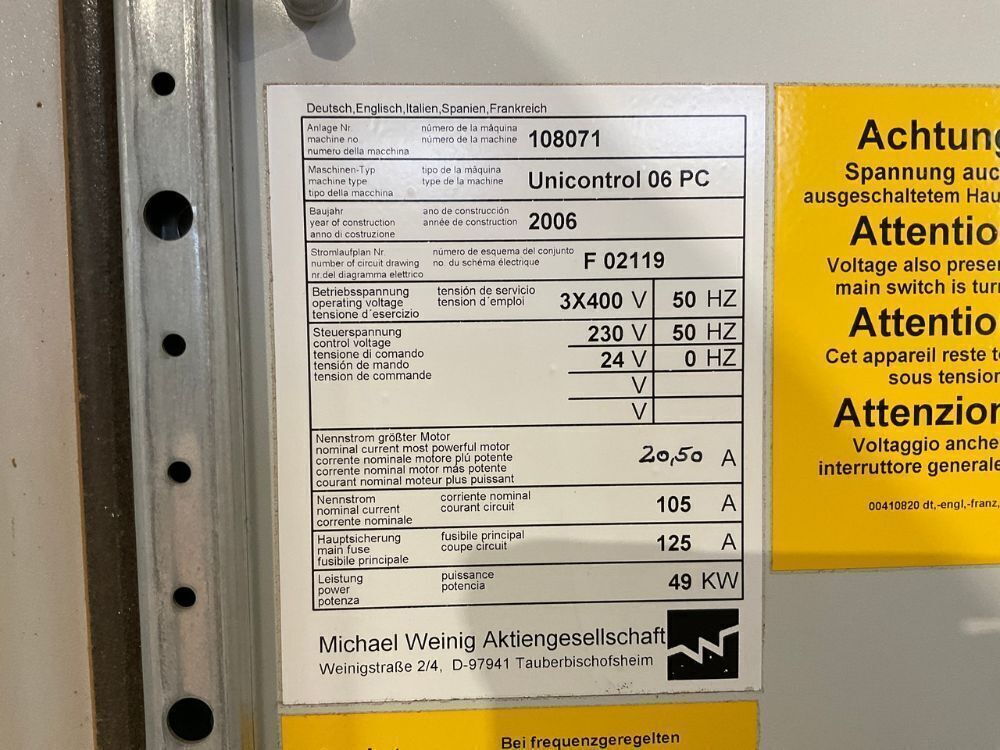 Deutsch,Englisch,Italien,Spanien,Frankreich
Anlage Nr. número de la màquina
machine no. número de la machine 108071
numero della macchina
Maschinen-Typ tipo de la màquina
machine type type de la machine Unicontrol 06 PC
tipo della macchina
Baujahr ano de construcción
year of construction année de construction 2006
anno di costruzione
Stromlaufplan Nr. número de esquema del conjunto
number of circuit drawing no. du schéma électrique F 02119
nr.del diagramma elettrico
Betriebsspannung tensión de servicio
operating voltage tension d´emploi 3X400 V 50 HZ
tensione d´esercizio
Steuerspannung 230 V 50 HZ
control voltage
tensione di comando 24 V 0 HZ
tensión de mando
tension de commande
V
V
Nennstrom größter Motor
nominal current most powerful motor
corrente nominale motore plú potente 20,50 A
corrente nominal motor más potente
courant nominal moteur plus puissant
Nennstrom corriente nominal
nominal current courant circuit 105 A
corrente nominale
Hauptsicherung fusibile principal
main fuse coupe circuit 125 A
fusibile principale
Leistung puissance 49 KW
power potencia
potenza
Michael Weinig Aktiengesellschaft
Weinigstraße 2/4, D-97941 Tauberbischofsheim
Achtung
Spannung auc
ausgeschaltetem Hau
Attentio
Voltage also presen
main switch is turn
Attentio
Cet appareil reste t
sous tension
Attenzion
Voltaggio anche
interruttore generale
00410820 dt,-engl,-franz,
Bei frequenzgeregelten